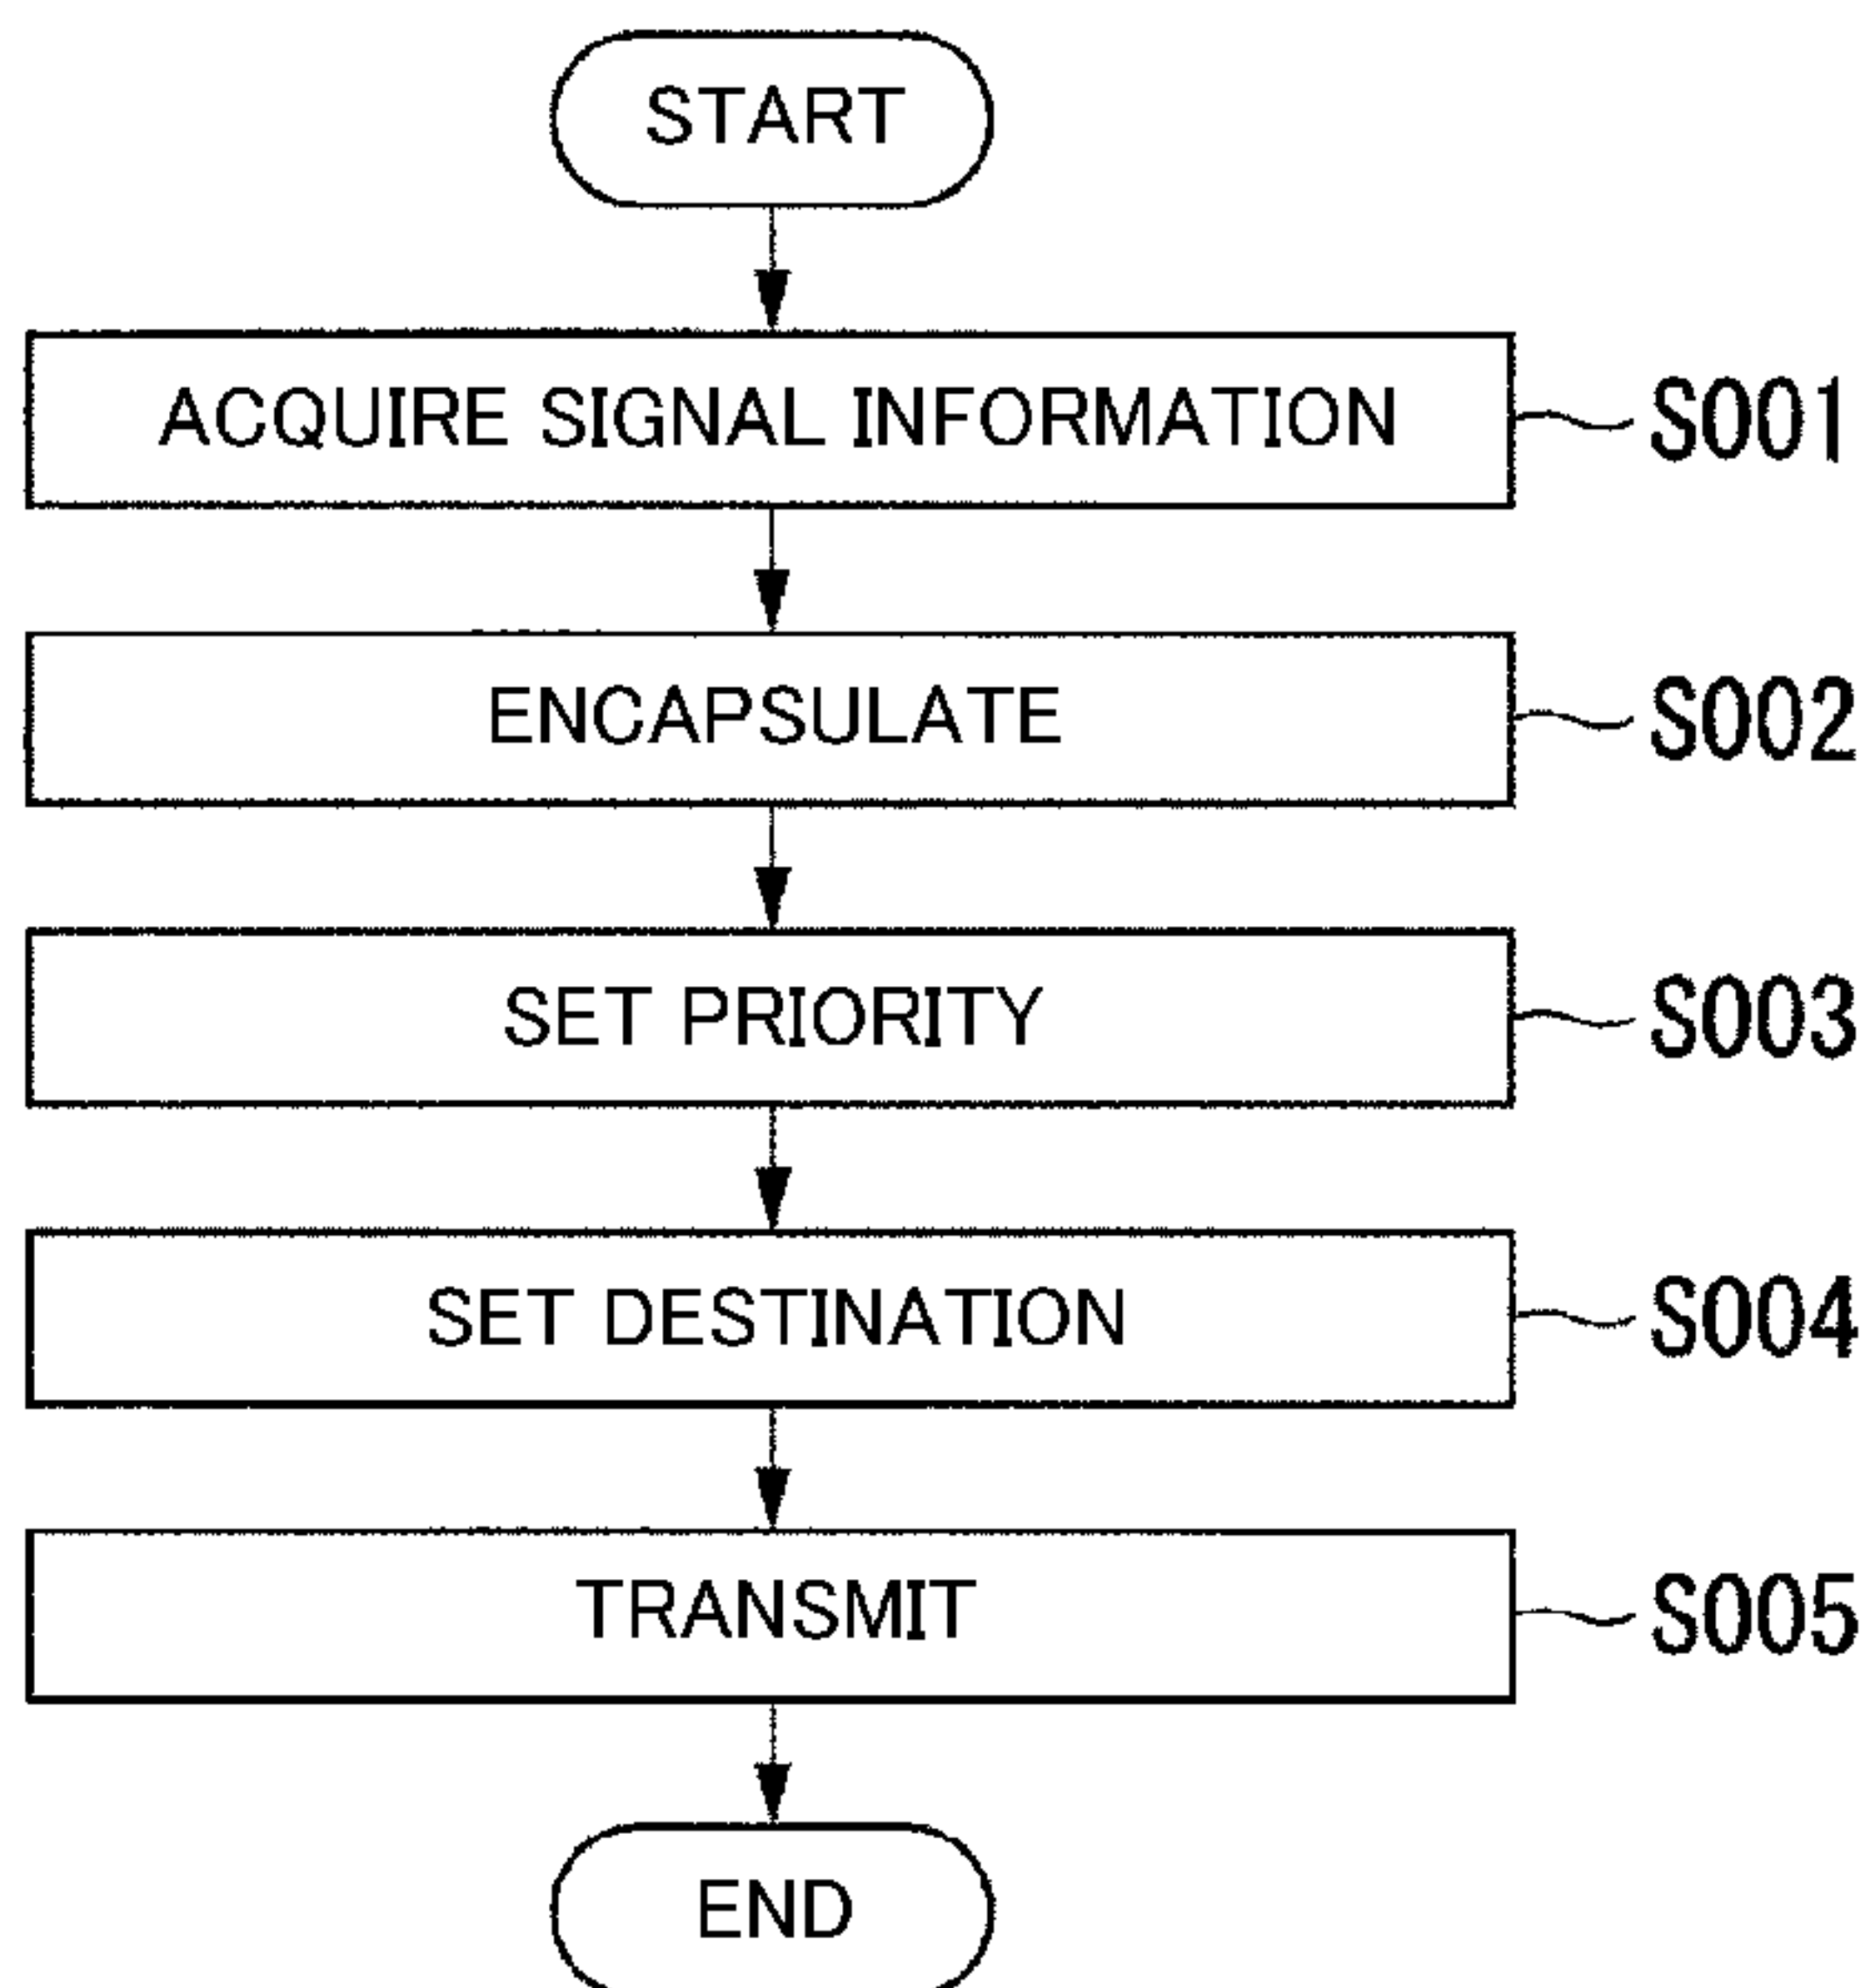 START
ACQUIRE SIGNAL INFORMATION S001
ENCAPSULATE S002
SET PRIORITY S003
SET DESTINATION S004
TRANSMIT S005
END